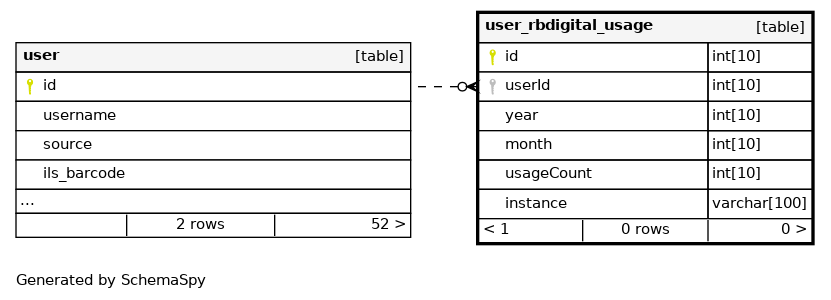 user [table]
id
username
source
ils_barcode
...
2 rows 52 >
user_rbdigital_usage [table]
id int[10]
userId int[10]
year int[10]
month int[10]
usageCount int[10]
instance varchar[100]
< 1 0 rows 0 >
Generated by SchemaSpy